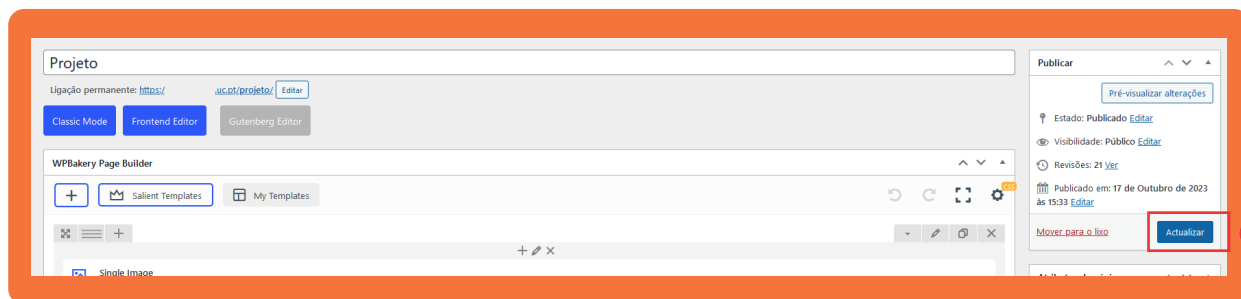 Projeto
Ligação permanente: https:/ .uc.pt/projeto/ Editar
Classic Mode Frontend Editor Gutenberg Editor
WPBakery Page Builder
Salient Templates My Templates
CSS
Single Image
Publicar
Pré-visualizar alterações
Estado: Publicado Editar
Visibilidade: Público Editar
Revisões: 21 Ver
Publicado em: 17 de Outubro de 2023
às 15:33 Editar
Mover para o lixo Actualizar